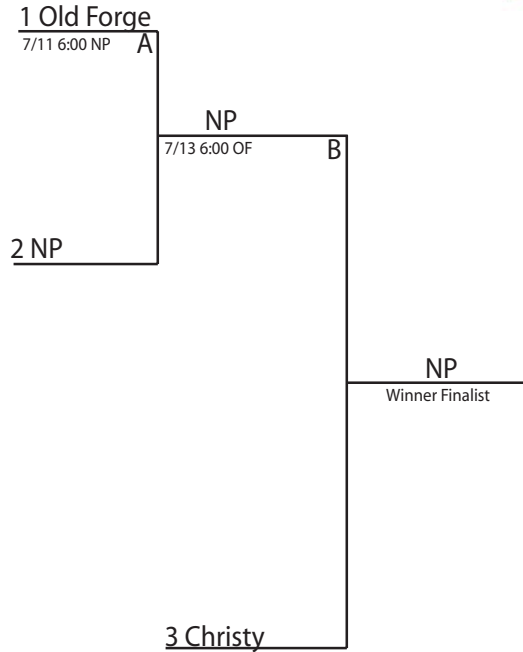 1 Old Forge
7/11 6:00 NP
A
NP
7/13 6:00 OF
B
2 NP
NP
Winner Finalist
3 Christy